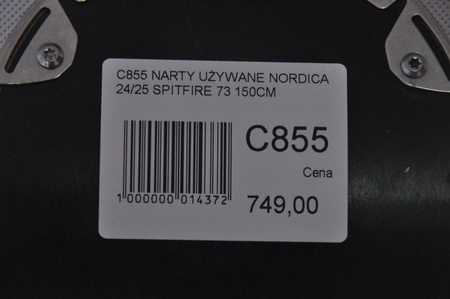 C855 NARTY UŻYWANE NORDICA
24/25 SPITFIRE 73 150CM
C855
Cena
1 000000 014372
749,00